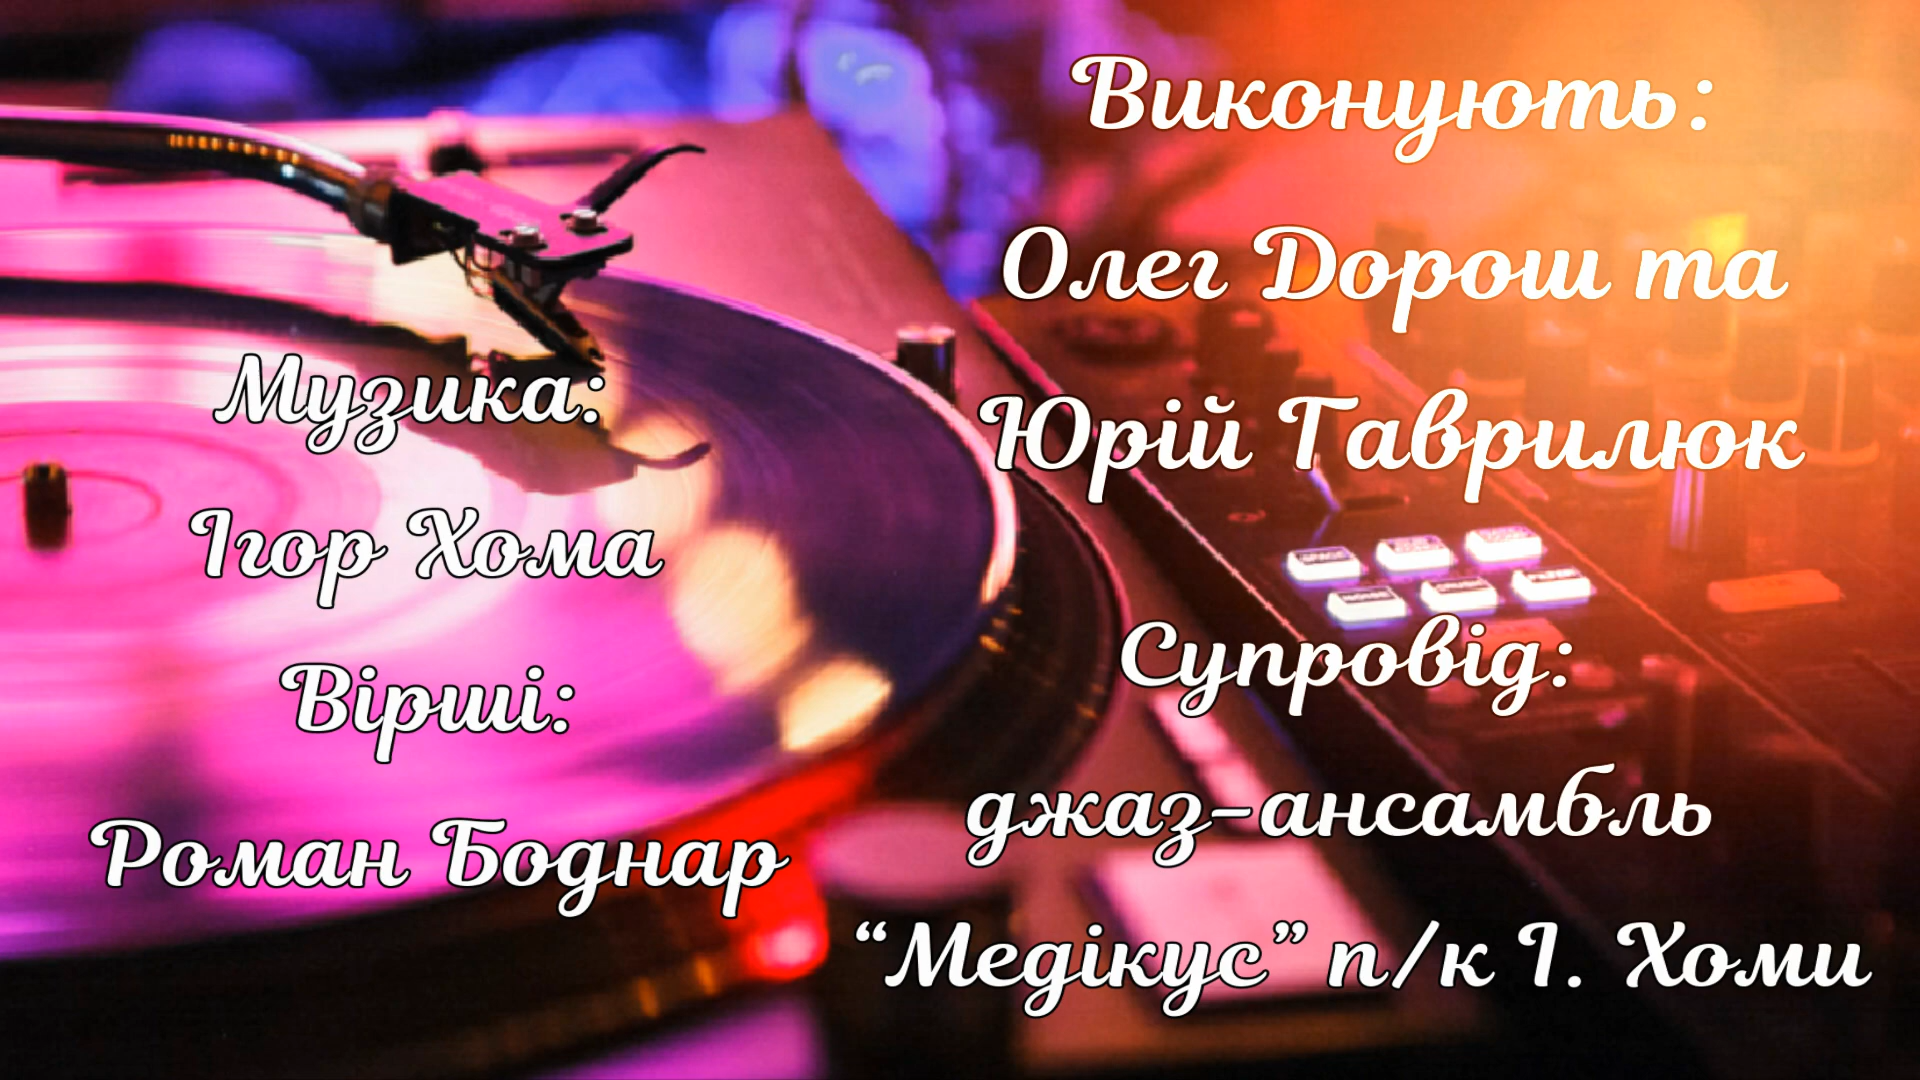 Музика:
Ігор Хома
Вірші:
Роман Боднар
Виконують:
Олег Дорош та
Юрій Гаврилюк
Супровід:
джаз-ансамбль
“Медікус” п/к І. Хоми